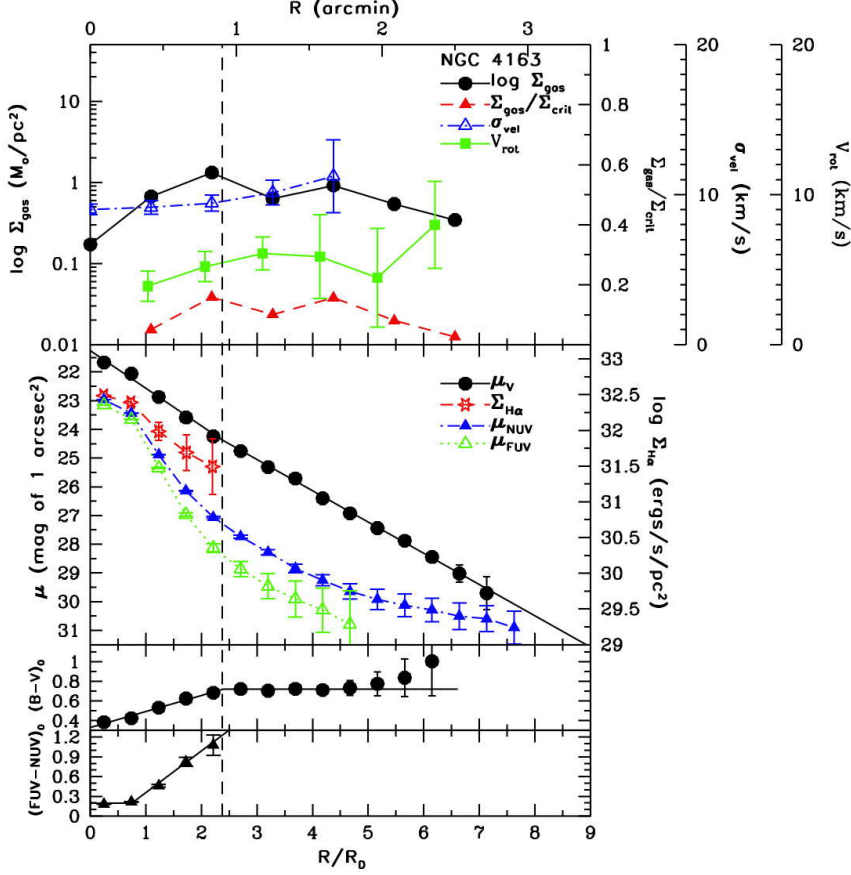 R (arcmin)
0 1 2 3
NGC 4163
log Σgas
Σgas/Σcrit
σvel
Vrot
10
1
0.1
0.01
log Σgas (M⊙/pc²)
1
0.8
0.6
0.4
0.2
Σgas/Σcrit
20
10
0
σvel (km/s)
20
10
0
Vrot (km/s)
22
23
24
25
26
27
28
29
30
31
μ (mag of 1 arcsec²)
μV
ΣHα
μNUV
μFUV
33
32.5
32
31.5
31
30.5
30
29.5
29
log ΣHα (ergs/s/pc²)
1
0.8
0.6
0.4
(B−V)0
1.2
0.9
0.6
0.3
0
(FUV−NUV)0
0 1 2 3 4 5 6 7 8 9
R/RD